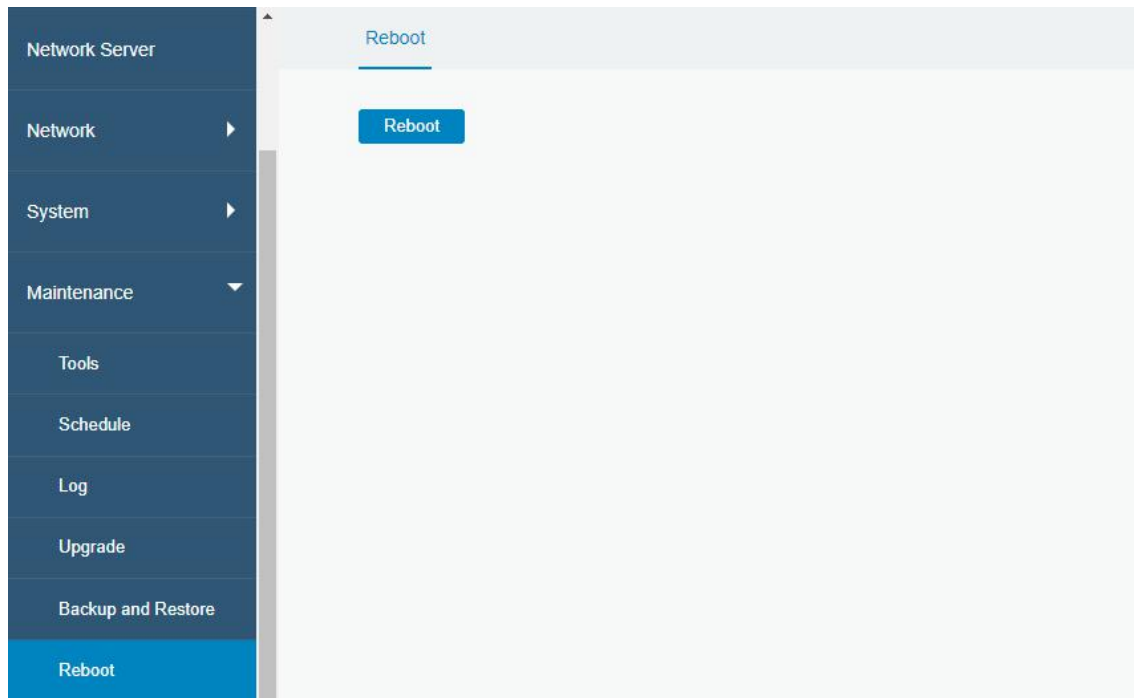 Network Server
Network
System
Maintenance
Tools
Schedule
Log
Upgrade
Backup and Restore
Reboot
Reboot
Reboot